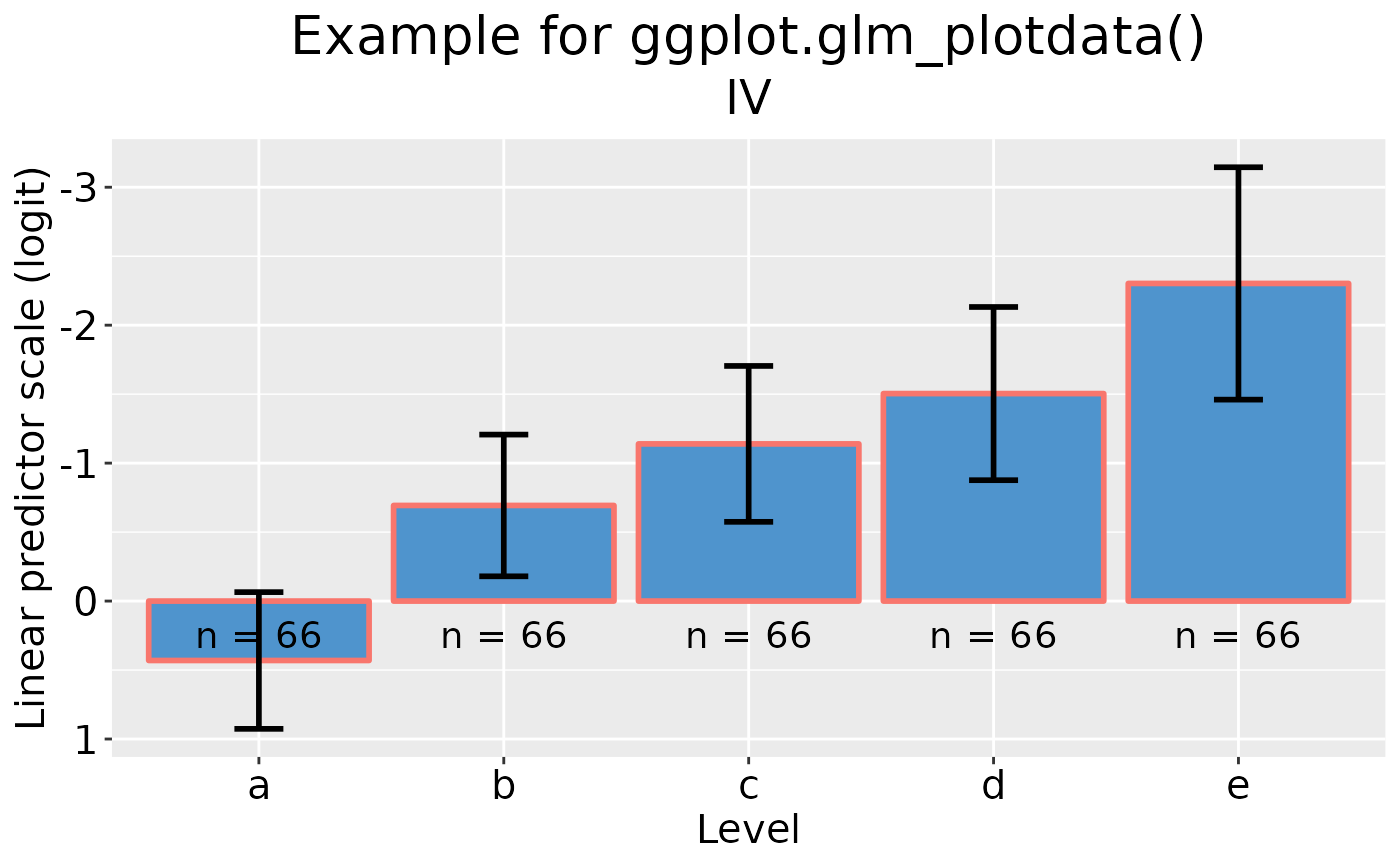 Example for ggplot.glm_plotdata()
IV
Linear predictor scale (logit)
-3
-2
-1
0
1
n = 66
n = 66
n = 66
n = 66
n = 66
a
b
c
d
e
Level